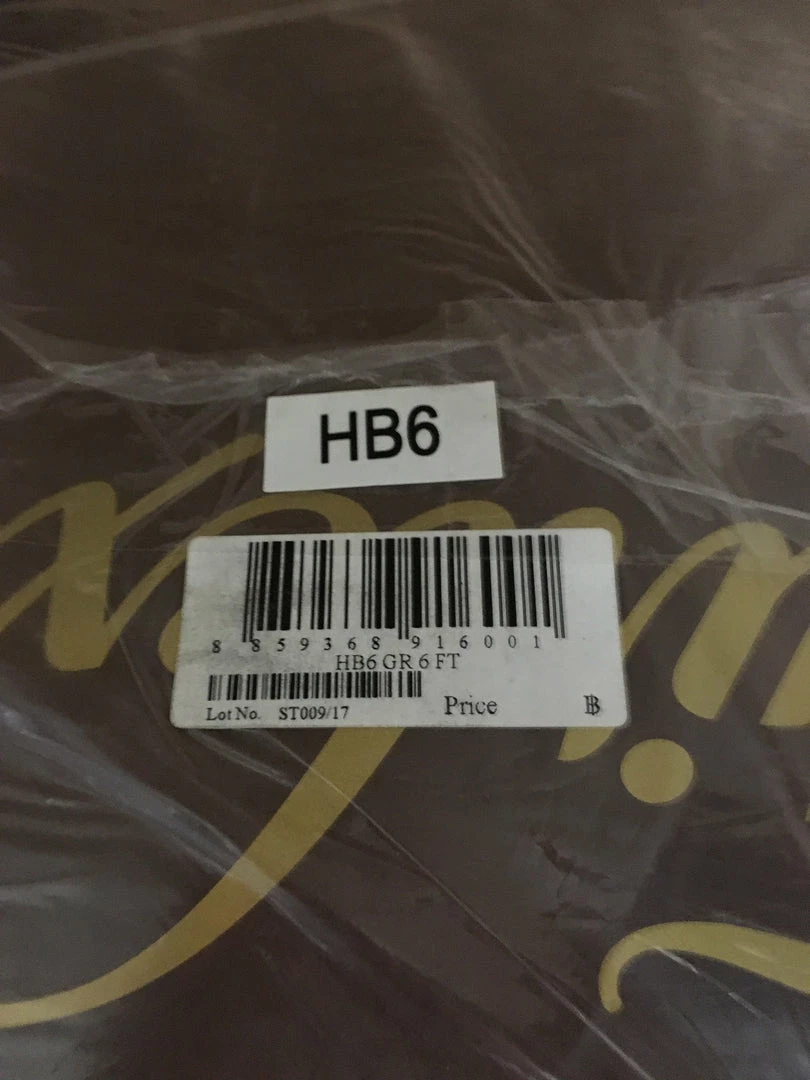 HB6
8 859368 916001
HB6 GR 6 FT
Lot No. ST009/17 Price ฿